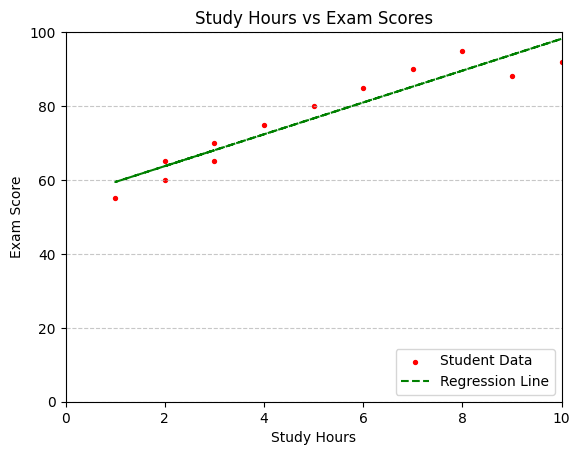 Study Hours vs Exam Scores
100
80
60
40
20
0
Exam Score
0 2 4 6 8 10
Study Hours
Student Data
Regression Line